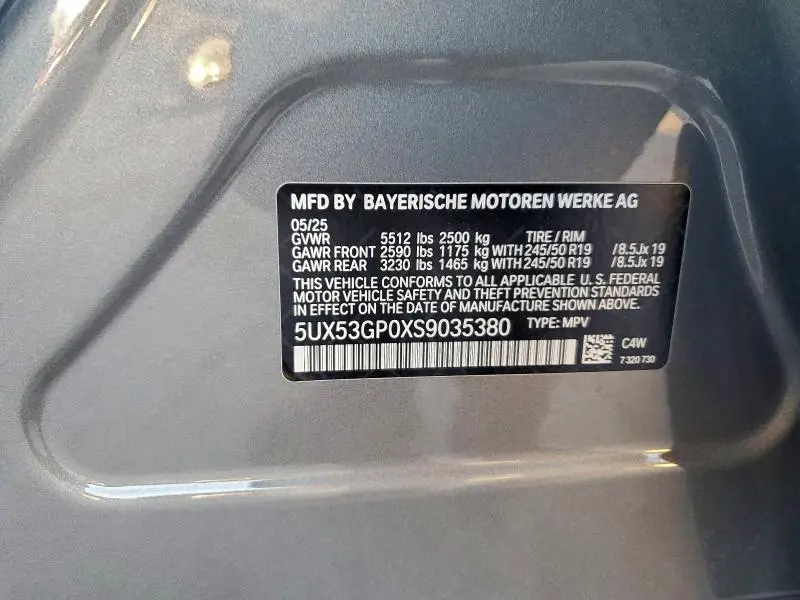 MFD BY BAYERISCHE MOTOREN WERKE AG
05/25
GVWR 5512 lbs 2500 kg TIRE / RIM
GAWR FRONT 2590 lbs 1175 kg WITH 245/50 R19 /8.5Jx 19
GAWR REAR 3230 lbs 1465 kg WITH 245/50 R19 /8.5Jx 19
THIS VEHICLE CONFORMS TO ALL APPLICABLE U. S. FEDERAL
MOTOR VEHICLE SAFETY AND THEFT PREVENTION STANDARDS
IN EFFECT ON THE DATE OF MANUFACTURE SHOWN ABOVE.
5UX53GP0XS9035380 TYPE: MPV
C4W
7 320 730